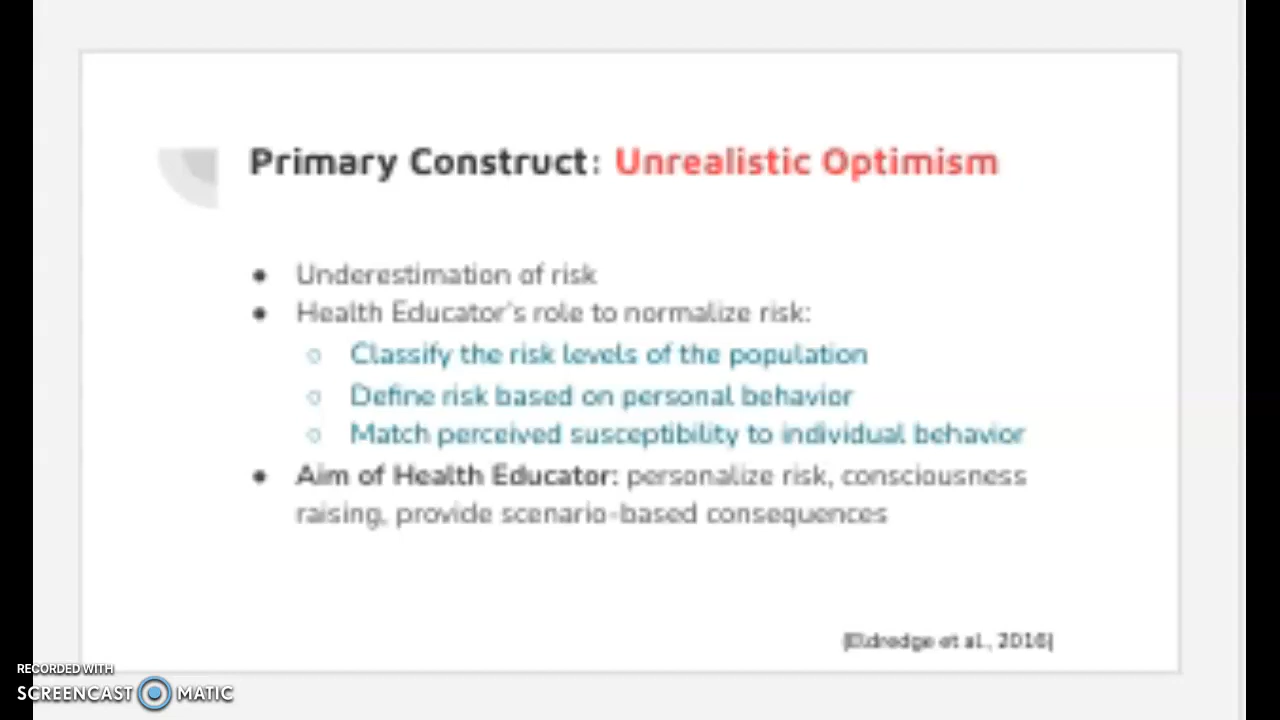 Primary Construct: Unrealistic Optimism
● Underestimation of risk
● Health Educator's role to normalize risk:
○ Classify the risk levels of the population
○ Define risk based on personal behavior
○ Match perceived susceptibility to individual behavior
● Aim of Health Educator: personalize risk, consciousness
raising, provide scenario-based consequences
(Eldredge et al., 2016)
RECORDED WITH
SCREENCAST MATIC